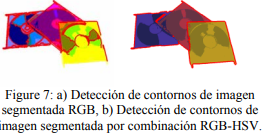 Figure 7: a) Detección de contornos de imagen
segmentada RGB, b) Detección de contornos de
imagen segmentada por combinación RGB-HSV.